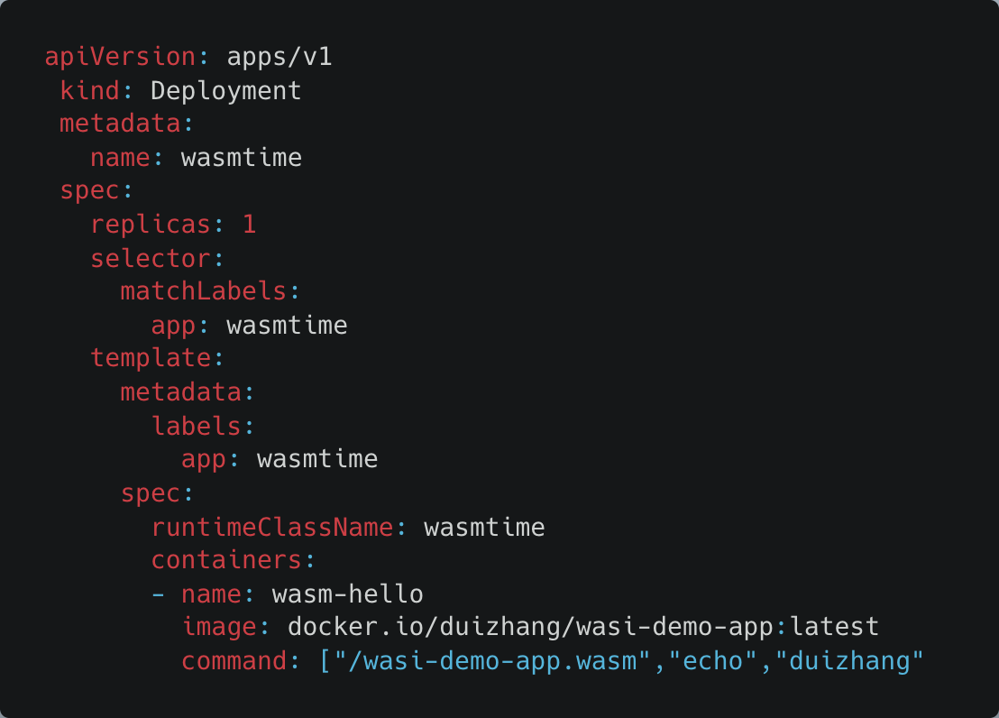 apiVersion: apps/v1
 kind: Deployment
 metadata:
   name: wasmtime
 spec:
   replicas: 1
   selector:
     matchLabels:
       app: wasmtime
   template:
     metadata:
       labels:
         app: wasmtime
     spec:
       runtimeClassName: wasmtime
       containers:
       - name: wasm-hello
         image: docker.io/duizhang/wasi-demo-app:latest
         command: ["/wasi-demo-app.wasm","echo","duizhang"